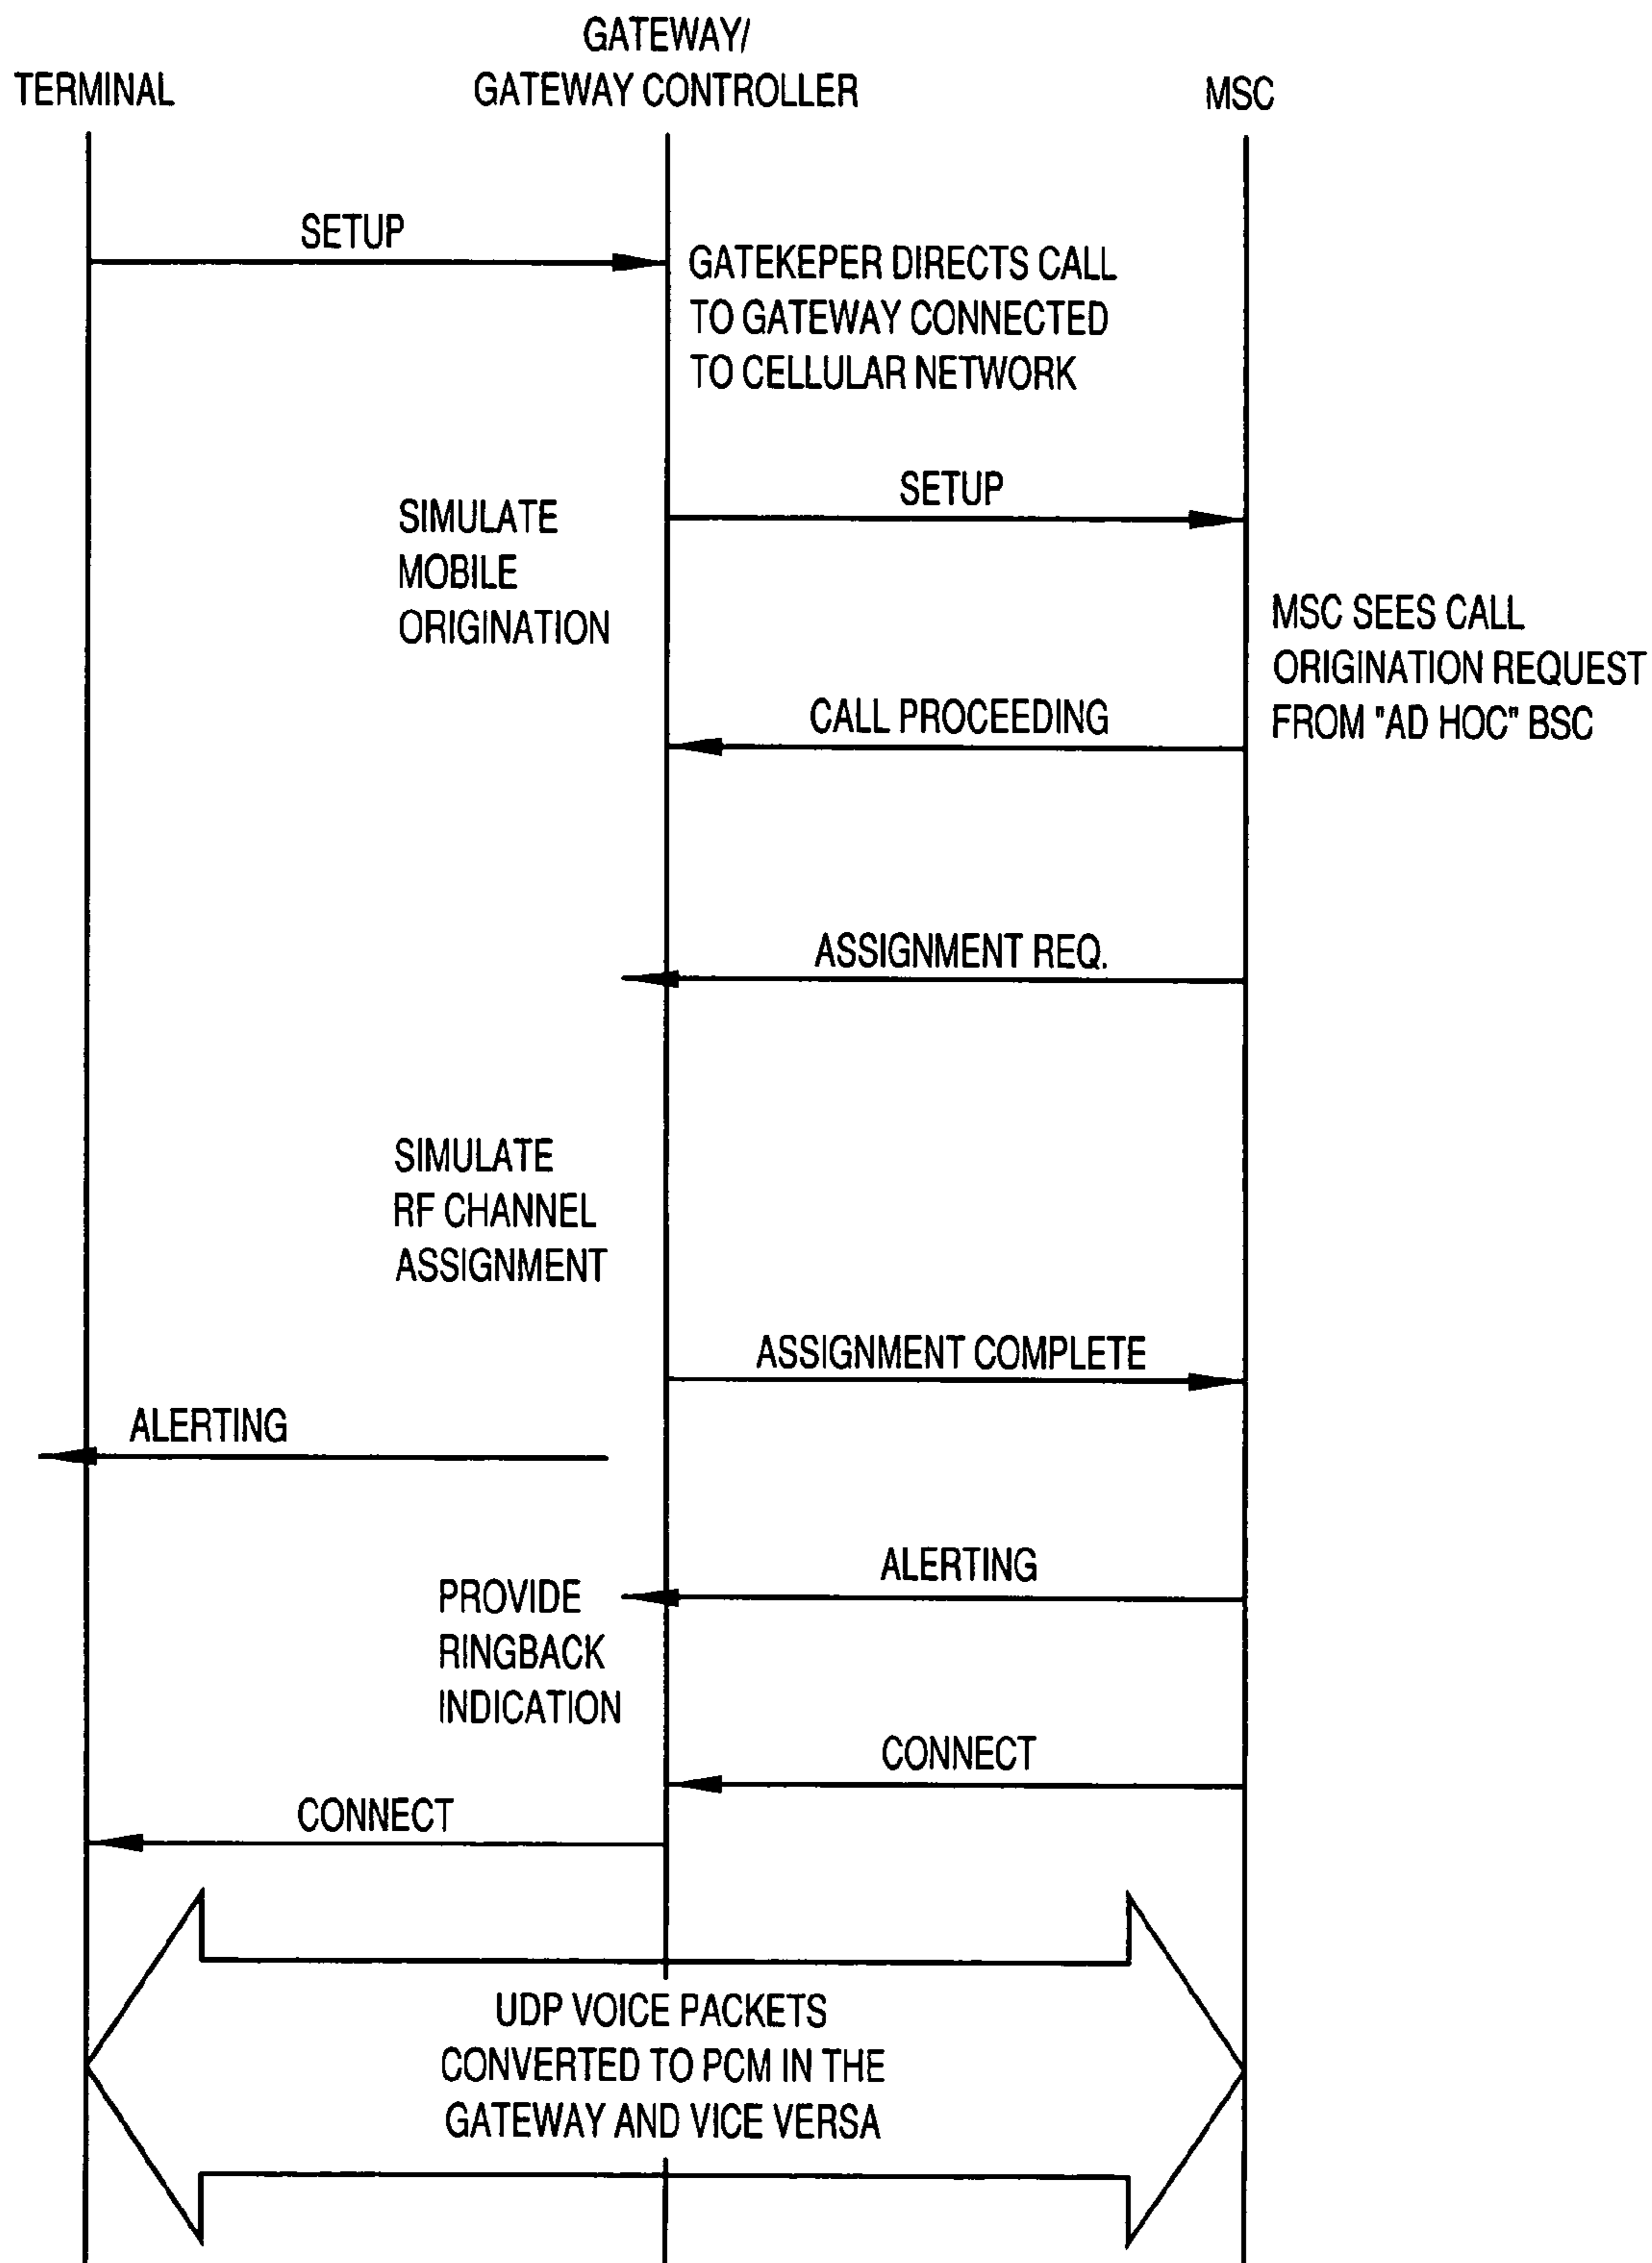 GATEWAY/
TERMINAL
GATEWAY CONTROLLER
MSC
SETUP
GATEKEPER DIRECTS CALL
TO GATEWAY CONNECTED
TO CELLULAR NETWORK
SETUP
SIMULATE
MOBILE
ORIGINATION
MSC SEES CALL
ORIGINATION REQUEST
FROM "AD HOC" BSC
CALL PROCEEDING
ASSIGNMENT REQ.
SIMULATE
RF CHANNEL
ASSIGNMENT
ASSIGNMENT COMPLETE
ALERTING
ALERTING
PROVIDE
RINGBACK
INDICATION
CONNECT
CONNECT
UDP VOICE PACKETS
CONVERTED TO PCM IN THE
GATEWAY AND VICE VERSA